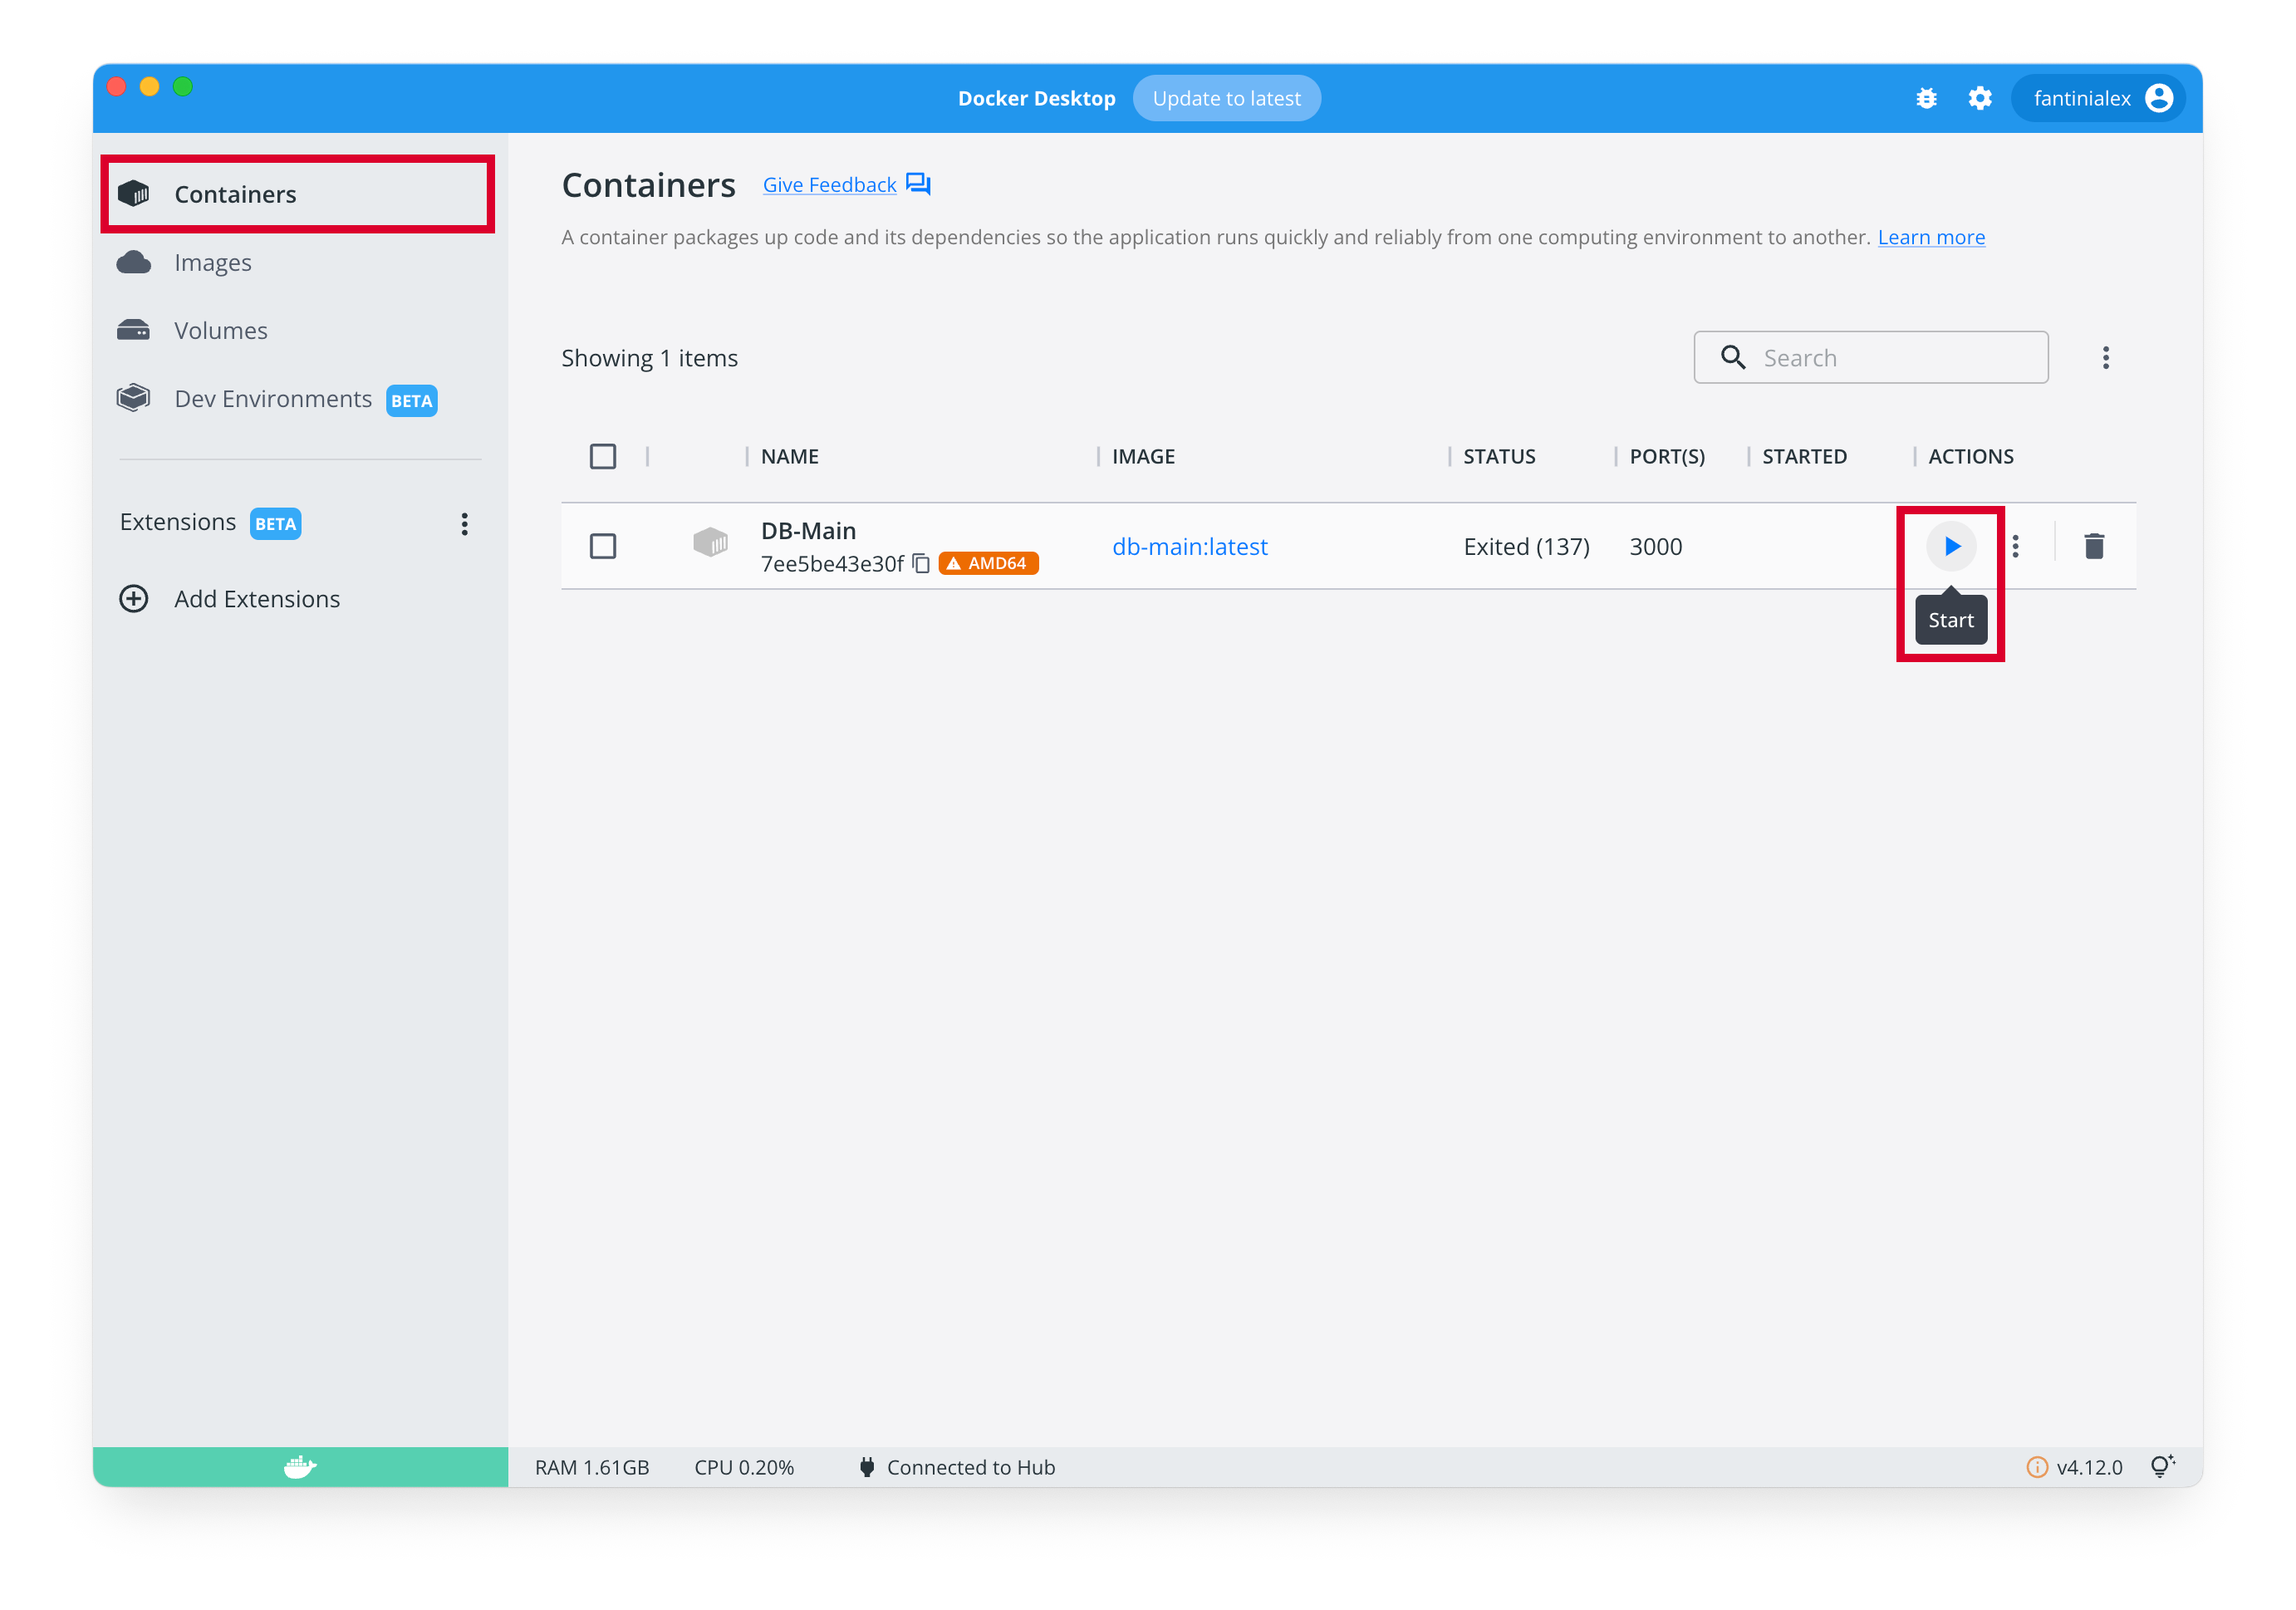 Docker Desktop Update to latest
fantinialex
Containers
Images
Volumes
Dev Environments BETA
Extensions BETA
Add Extensions
Containers Give Feedback
A container packages up code and its dependencies so the application runs quickly and reliably from one computing environment to another. Learn more
Showing 1 items
Search
NAME IMAGE STATUS PORT(S) STARTED ACTIONS
DB-Main
7ee5be43e30f AMD64
db-main:latest
Exited (137)
3000
Start
RAM 1.61GB CPU 0.20% Connected to Hub
v4.12.0